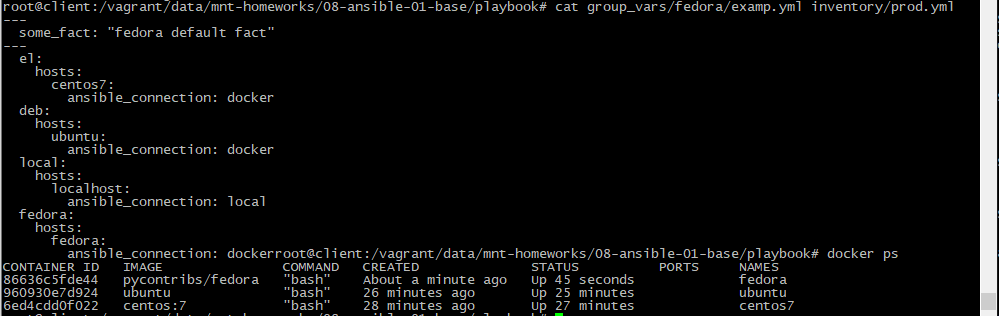 root@client:/vagrant/data/mnt-homeworks/08-ansible-01-base/playbook# cat group_vars/fedora/examp.yml inventory/prod.yml
---
  some_fact: "fedora default fact"
---
  el:
    hosts:
      centos7:
        ansible_connection: docker
  deb:
    hosts:
      ubuntu:
        ansible_connection: docker
  local:
    hosts:
      localhost:
        ansible_connection: local
  fedora:
    hosts:
      fedora:
        ansible_connection: dockerroot@client:/vagrant/data/mnt-homeworks/08-ansible-01-base/playbook# docker ps
CONTAINER ID   IMAGE                COMMAND   CREATED              STATUS          PORTS     NAMES
86636c5fde44   pycontribs/fedora    "bash"    About a minute ago   Up 45 seconds             fedora
960930e7d924   ubuntu               "bash"    26 minutes ago       Up 25 minutes             ubuntu
6ed4cdd0f022   centos:7             "bash"    28 minutes ago       Up 27 minutes             centos7